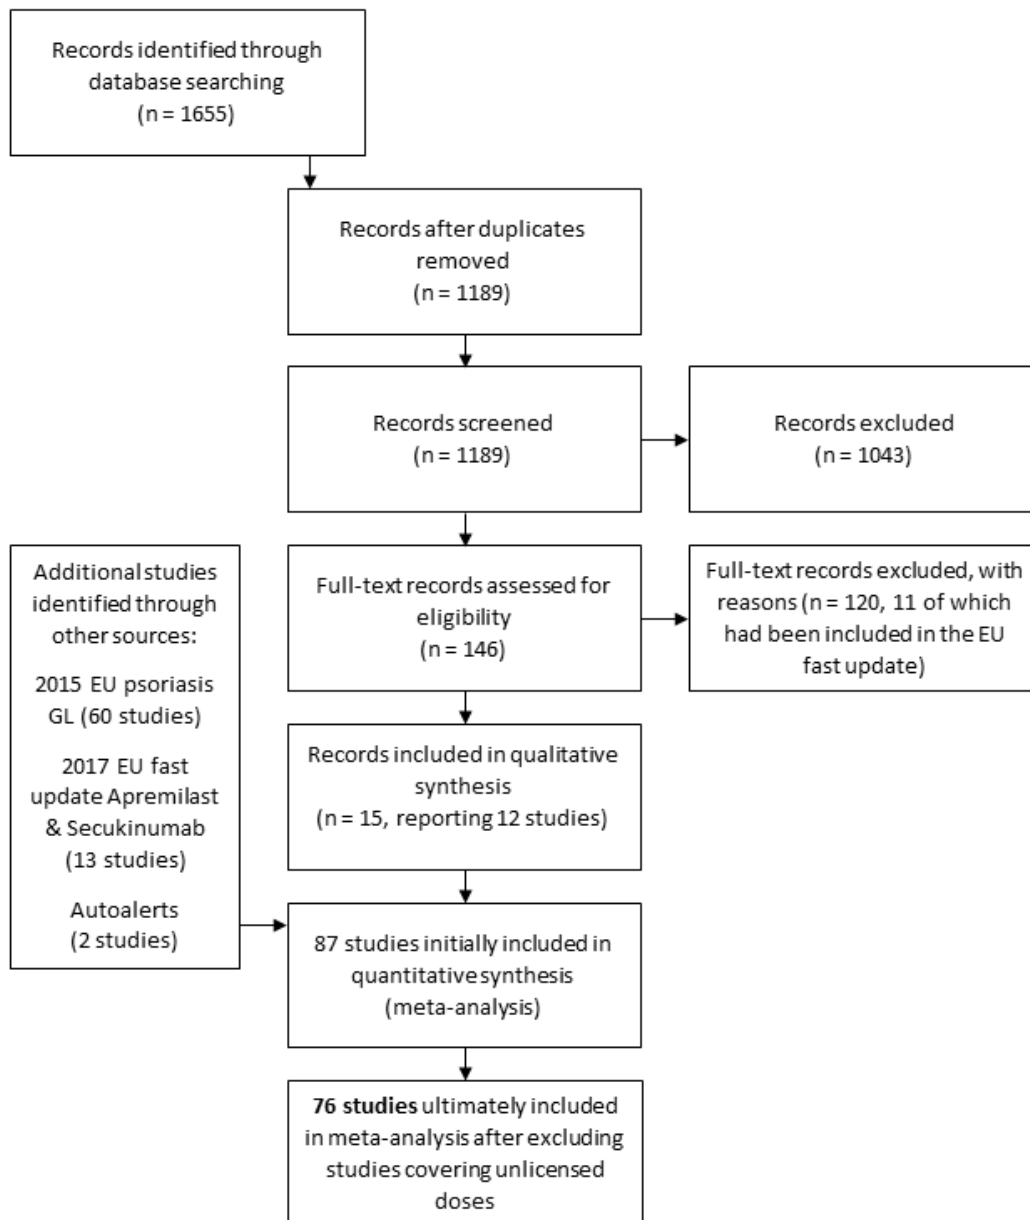 Records identified through
database searching
(n = 1655)
Records after duplicates
removed
(n = 1189)
Records screened
(n = 1189)
Records excluded
(n = 1043)
Full-text records assessed for
eligibility
(n = 146)
Full-text records excluded, with
reasons (n = 120, 11 of which
had been included in the EU
fast update)
Additional studies
identified through
other sources:
2015 EU psoriasis
GL (60 studies)
2017 EU fast
update Apremilast
& Secukinumab
(13 studies)
Autoalerts
(2 studies)
Records included in qualitative
synthesis
(n = 15, reporting 12 studies)
87 studies initially included in
quantitative synthesis
(meta-analysis)
76 studies ultimately included
in meta-analysis after excluding
studies covering unlicensed
doses